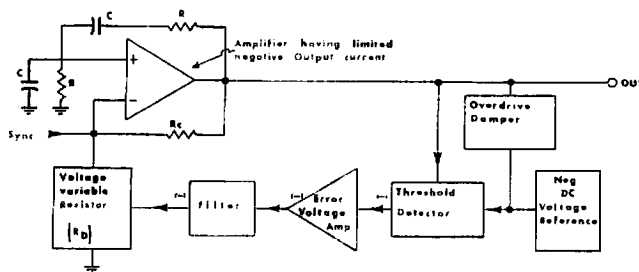 C
R
C
R
+
−
Amplifier having limited
negative Output current
OUT
Sync
Rc
Overdrive
Damper
Voltage
variable
Resistor
(RD)
(−)
Filter
(−)
Error
Voltage
Amp
(−)
Threshold
Detector
Neg
DC
Voltage
Reference